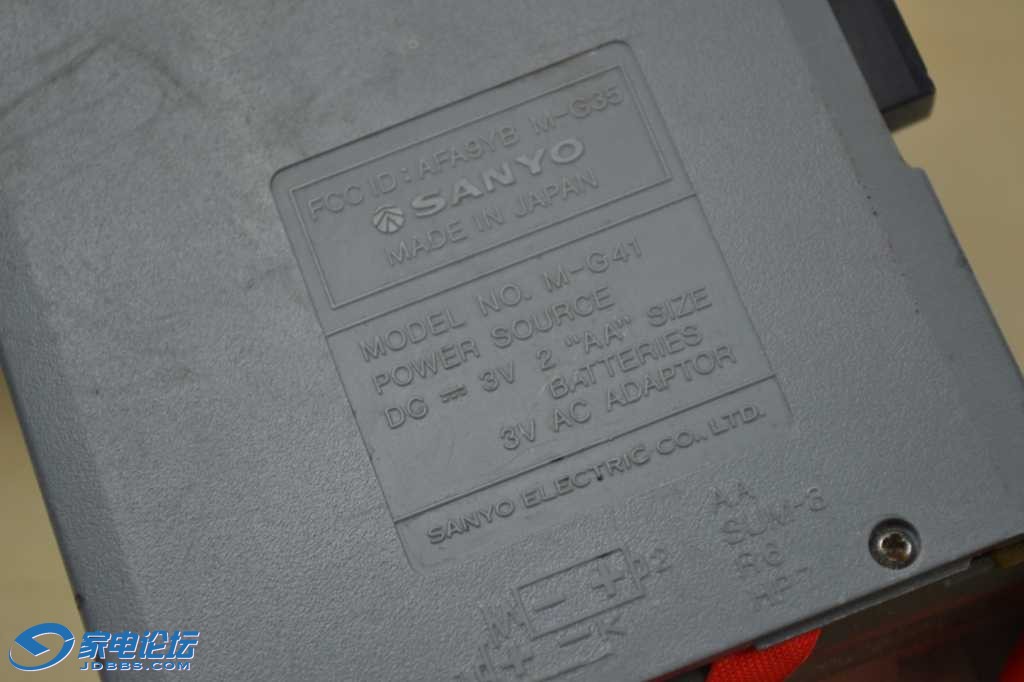 FCC ID : AFA9YB M-G35
SANYO
MADE IN JAPAN
MODEL NO. M-G41
POWER SOURCE
DC ⎓ 3V 2 "AA" SIZE
BATTERIES
3V AC ADAPTOR
SANYO ELECTRIC CO., LTD.
AA
SUM-3
R6
HP7
家电论坛
JDBBS.COM